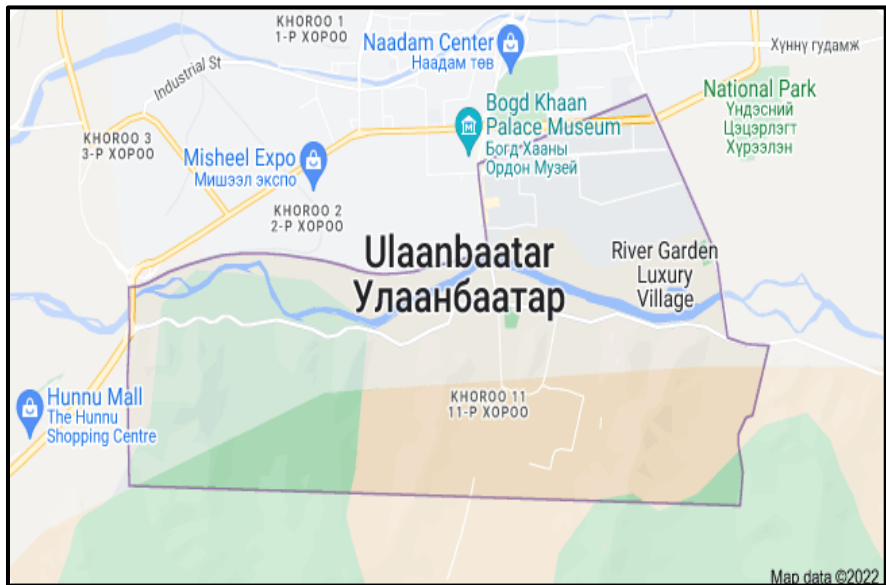 KHOROO 1
1-Р ХОРОО
Naadam Center
Наадам төв
Хүннү гудамж
Industrial St
National Park
Үндэсний
Цэцэрлэгт
Хүрээлэн
Bogd Khaan
Palace Museum
Богд Хааны
Ордон Музей
KHOROO 3
3-Р ХОРОО
Misheel Expo
Мишээл экспо
KHOROO 2
2-Р ХОРОО
Ulaanbaatar
Улаанбаатар
River Garden
Luxury
Village
Hunnu Mall
The Hunnu
Shopping Centre
KHOROO 11
11-Р ХОРОО
Map data ©2022